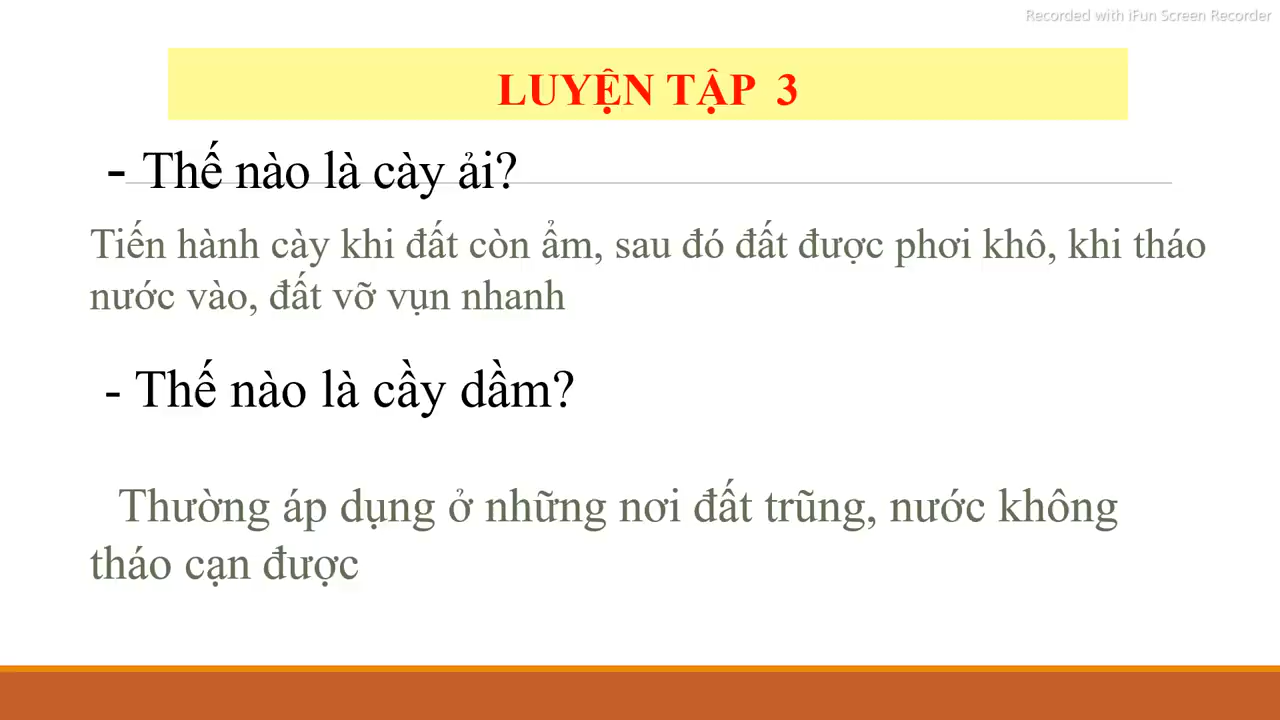 Recorded with iFun Screen Recorder
LUYỆN TẬP 3
- Thế nào là cày ải?
Tiến hành cày khi đất còn ẩm, sau đó đất được phơi khô, khi tháo
nước vào, đất vỡ vụn nhanh
- Thế nào là cầy dầm?
Thường áp dụng ở những nơi đất trũng, nước không
tháo cạn được